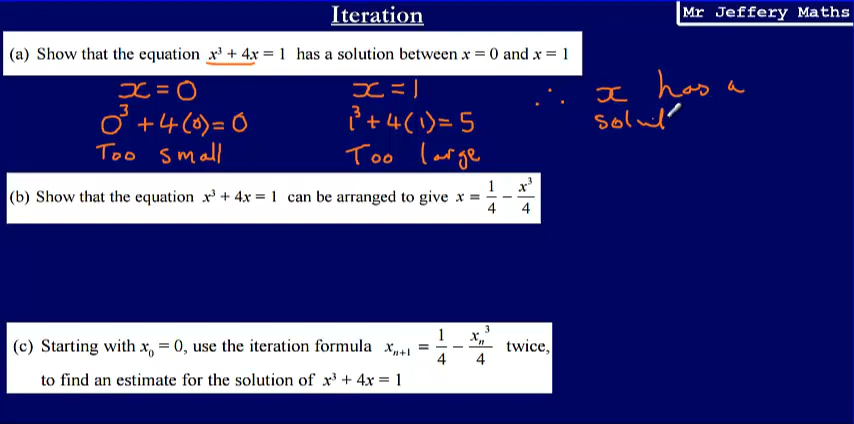 Iteration
Mr Jeffery Maths
(a) Show that the equation x³ + 4x = 1 has a solution between x = 0 and x = 1
x = 0
0³ + 4(0) = 0
Too small
x = 1
1³ + 4(1) = 5
Too large
∴ x has a
solut
(b) Show that the equation x³ + 4x = 1 can be arranged to give x = 1/4 − x³/4
(c) Starting with x₀ = 0, use the iteration formula xₙ₊₁ = 1/4 − xₙ³/4 twice,
to find an estimate for the solution of x³ + 4x = 1